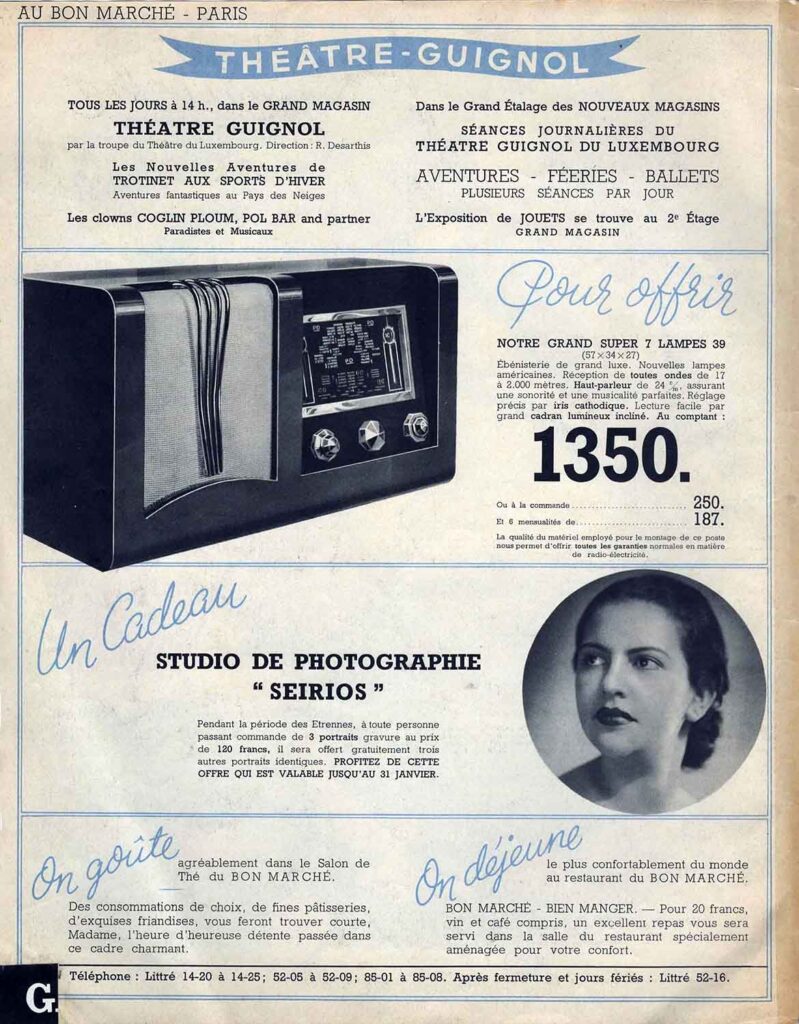 AU BON MARCHÉ - PARIS
THÉÂTRE-GUIGNOL
TOUS LES JOURS à 14 h., dans le GRAND MAGASIN
THÉATRE GUIGNOL
par la troupe du Théâtre du Luxembourg. Direction : R. Desarthis
Les Nouvelles Aventures de
TROTINET AUX SPORTS D'HIVER
Aventures fantastiques au Pays des Neiges
Les clowns COGLIN PLOUM, POL BAR and partner
Paradistes et Musicaux
Dans le Grand Étalage des NOUVEAUX MAGASINS
SÉANCES JOURNALIÈRES DU
THÉATRE GUIGNOL DU LUXEMBOURG
AVENTURES - FÉERIES - BALLETS
PLUSIEURS SÉANCES PAR JOUR
L'Exposition de JOUETS se trouve au 2e Étage
GRAND MAGASIN
Pour offrir
NOTRE GRAND SUPER 7 LAMPES 39
(57×34×27)
Ébénisterie de grand luxe. Nouvelles lampes
américaines. Réception de toutes ondes de 17
à 2.000 mètres. Haut-parleur de 24 c/m, assurant
une sonorité et une musicalité parfaites. Réglage
précis par iris cathodique. Lecture facile par
grand cadran lumineux incliné. Au comptant :
1350.
Ou à la commande ........................ 250.
Et 6 mensualités de ........................ 187.
La qualité du matériel employé pour le montage de ce poste
nous permet d'offrir toutes les garanties normales en matière
de radio-électricité.
Un Cadeau
STUDIO DE PHOTOGRAPHIE
“ SEIRIOS ”
Pendant la période des Etrennes, à toute personne
passant commande de 3 portraits gravure au prix
de 120 francs, il sera offert gratuitement trois
autres portraits identiques. PROFITEZ DE CETTE
OFFRE QUI EST VALABLE JUSQU'AU 31 JANVIER.
On goûte
agréablement dans le Salon de
Thé du BON MARCHÉ.
Des consommations de choix, de fines pâtisseries,
d'exquises friandises, vous feront trouver courte,
Madame, l'heure d'heureuse détente passée dans
ce cadre charmant.
On déjeune
le plus confortablement du monde
au restaurant du BON MARCHÉ.
BON MARCHÉ - BIEN MANGER. — Pour 20 francs,
vin et café compris, un excellent repas vous sera
servi dans la salle du restaurant spécialement
aménagée pour votre confort.
Téléphone : Littré 14-20 à 14-25; 52-05 à 52-09; 85-01 à 85-08. Après fermeture et jours fériés : Littré 52-16.
G.